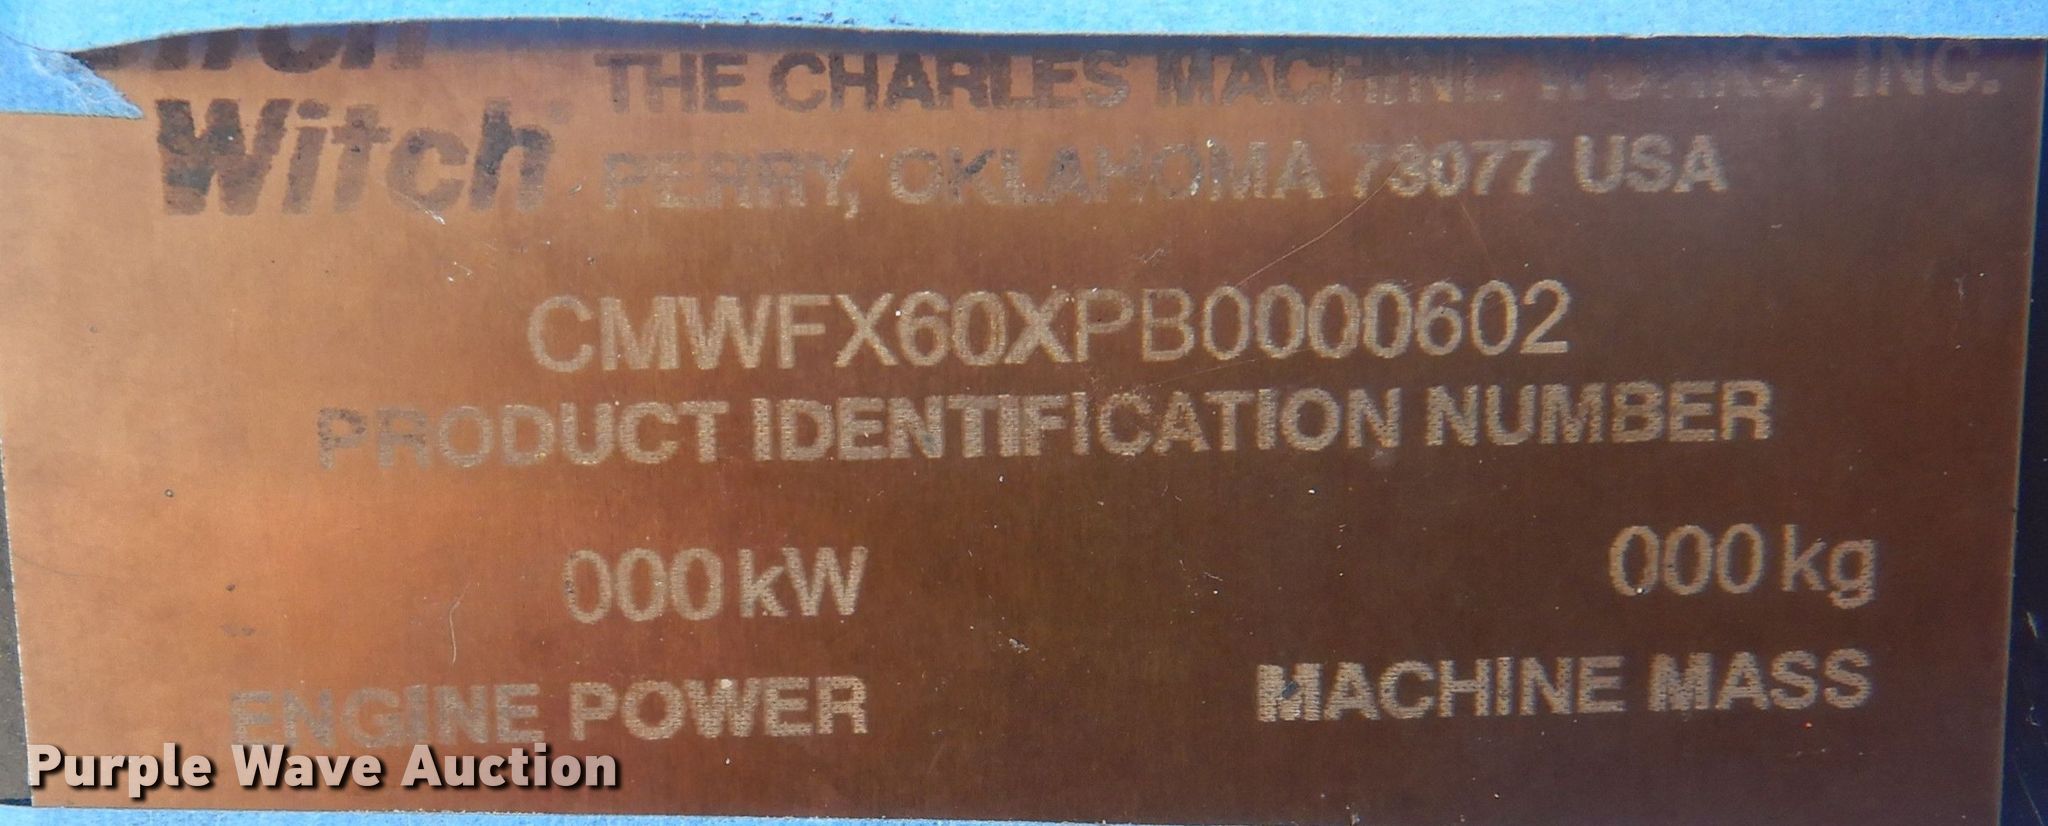 itch
Witch
THE CHARLES MACHINE WORKS, INC.
PERRY, OKLAHOMA 73077 USA
CMWFX60XPB0000602
PRODUCT IDENTIFICATION NUMBER
000 kW
000 kg
ENGINE POWER
MACHINE MASS
Purple Wave Auction